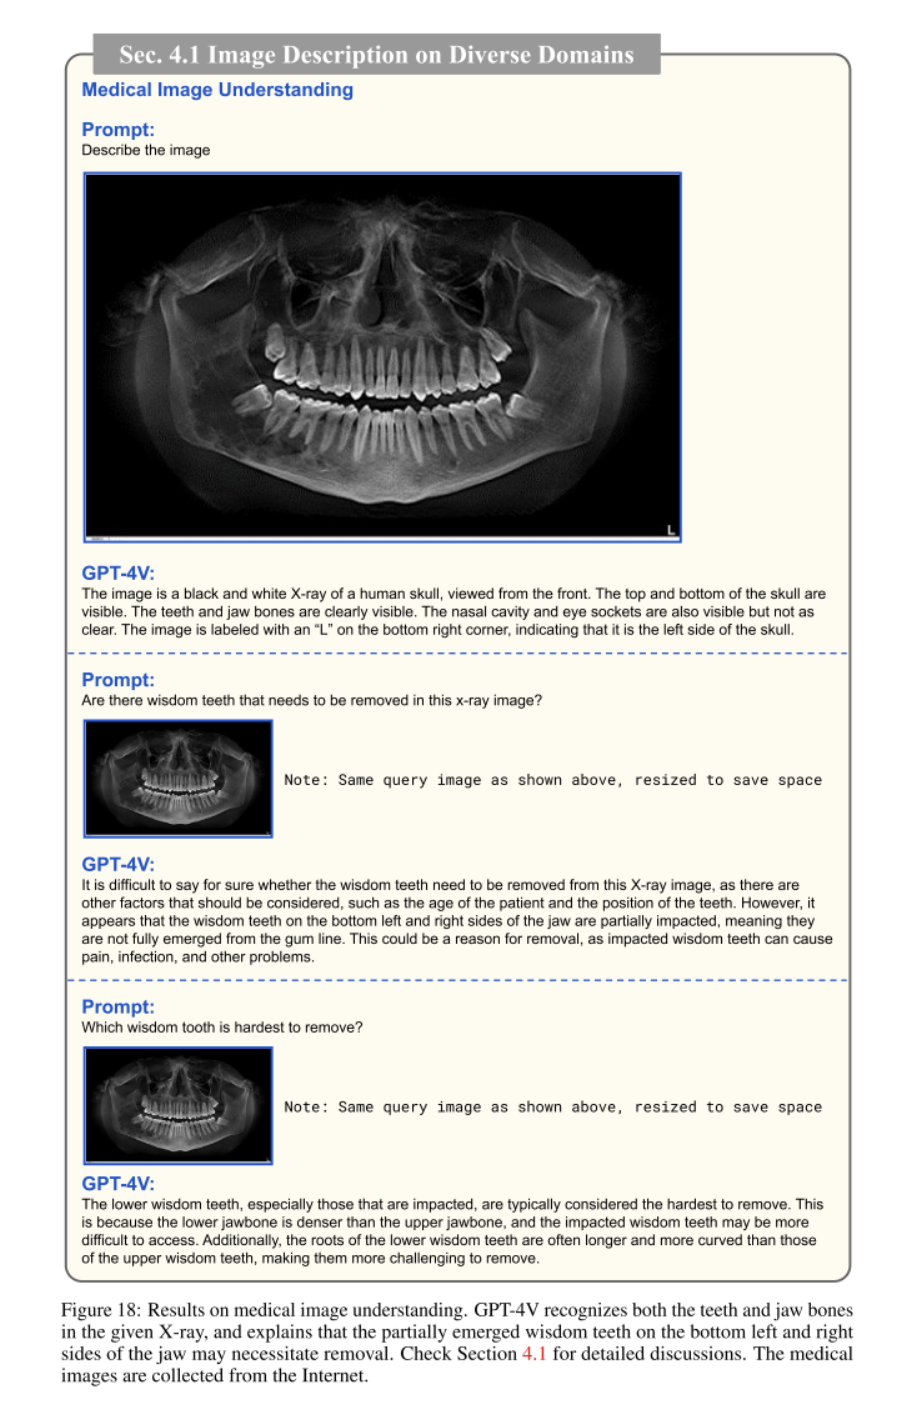 Sec. 4.1 Image Description on Diverse Domains
Medical Image Understanding
Prompt:
Describe the image
L
GPT-4V:
The image is a black and white X-ray of a human skull, viewed from the front. The top and bottom of the skull are
visible. The teeth and jaw bones are clearly visible. The nasal cavity and eye sockets are also visible but not as
clear. The image is labeled with an “L” on the bottom right corner, indicating that it is the left side of the skull.
Prompt:
Are there wisdom teeth that needs to be removed in this x-ray image?
Note: Same query image as shown above, resized to save space
GPT-4V:
It is difficult to say for sure whether the wisdom teeth need to be removed from this X-ray image, as there are
other factors that should be considered, such as the age of the patient and the position of the teeth. However, it
appears that the wisdom teeth on the bottom left and right sides of the jaw are partially impacted, meaning they
are not fully emerged from the gum line. This could be a reason for removal, as impacted wisdom teeth can cause
pain, infection, and other problems.
Prompt:
Which wisdom tooth is hardest to remove?
Note: Same query image as shown above, resized to save space
GPT-4V:
The lower wisdom teeth, especially those that are impacted, are typically considered the hardest to remove. This
is because the lower jawbone is denser than the upper jawbone, and the impacted wisdom teeth may be more
difficult to access. Additionally, the roots of the lower wisdom teeth are often longer and more curved than those
of the upper wisdom teeth, making them more challenging to remove.
Figure 18: Results on medical image understanding. GPT-4V recognizes both the teeth and jaw bones
in the given X-ray, and explains that the partially emerged wisdom teeth on the bottom left and right
sides of the jaw may necessitate removal. Check Section 4.1 for detailed discussions. The medical
images are collected from the Internet.